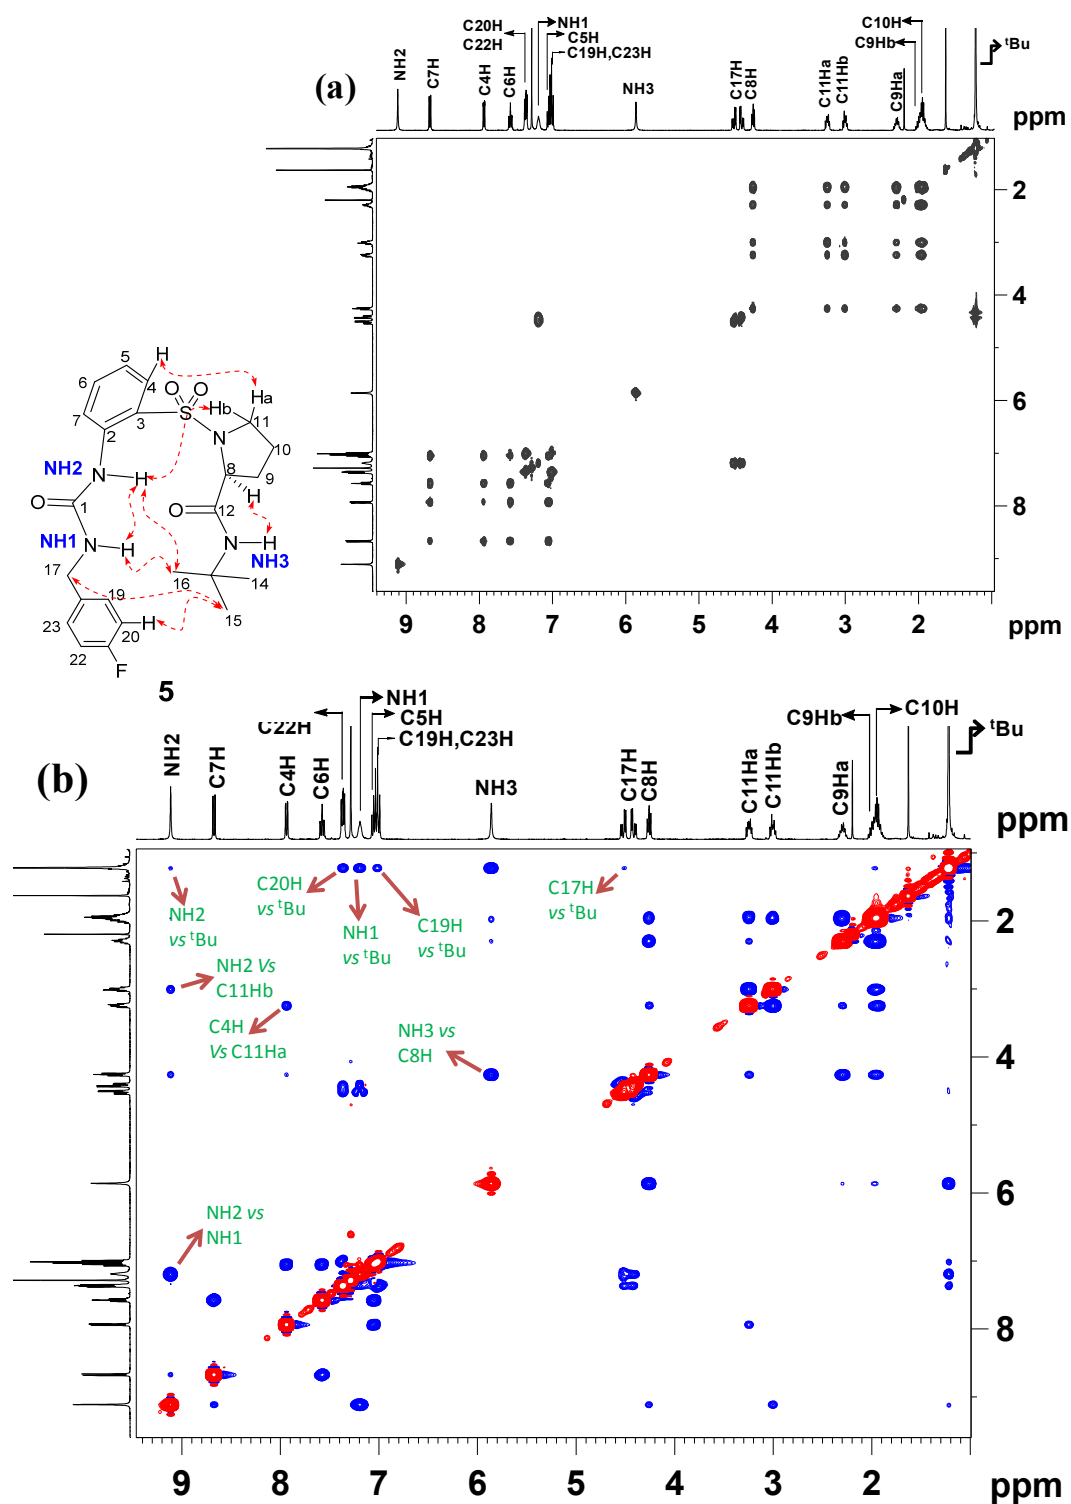 (a)
NH2
C7H
C4H
C6H
C20H
C22H
NH1
C5H
C19H,C23H
NH3
C17H
C8H
C11Ha
C11Hb
C9Ha
C10H
C9Hb
tBu
ppm
2
4
6
8
9 8 7 6 5 4 3 2 ppm
H
5
4
6
7
3
2
O O
S
Hb
Ha
11
N
10
9
8
H
NH2
N
H
O
1
12
O
NH1
N
H
N
H
NH3
17
16
14
15
19
23
20
H
22
F
5
(b)
NH2
C7H
C4H
C6H
C22H
NH1
C5H
C19H,C23H
NH3
C17H
C8H
C11Ha
C11Hb
C9Ha
C9Hb
C10H
tBu
ppm
NH2
vs tBu
C20H
vs tBu
NH1
vs tBu
C19H
vs tBu
C17H
vs tBu
NH2 Vs
C11Hb
C4H
Vs C11Ha
NH3 vs
C8H
NH2 vs
NH1
2
4
6
8
9 8 7 6 5 4 3 2 ppm